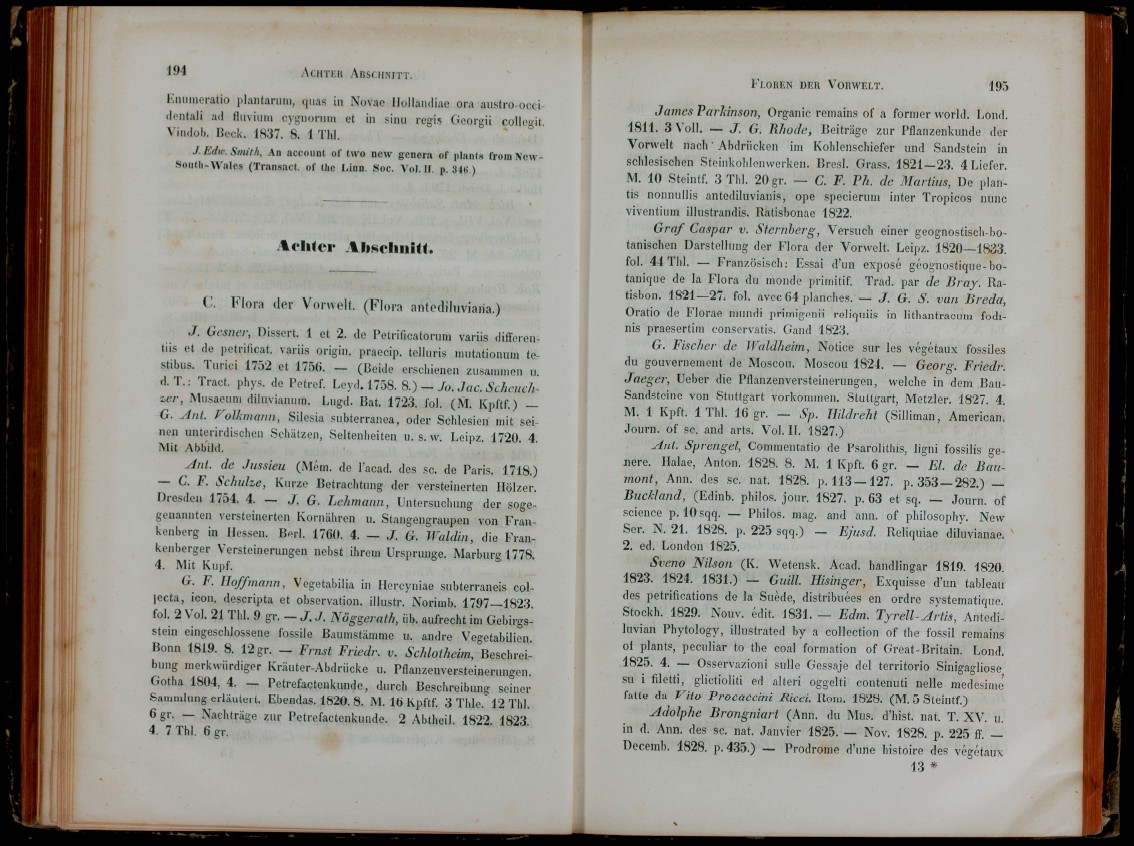 194
ACHTER ABSCHNITT.
Enumeratio plantarum, quas in Novae Hollandiae ora austro-occi-
dentali ad fluvium cygnorum et in sinu regis Georgii collegit.
Vindob. Beck. 1837. 8. 1 Thl.
J. Edw. Smith, An account of two new genera of plants from New-
South-Wales (Transact. of the Linn. Soc. Vol. II. p. 346.)
Achter Abschnitt.
C. Flora der Vorwelt. (Flora antediluviana.)
J. Gesner, Dissert. 1 et 2. de Petrificatorum variis differen-
tiis et de petrificat. variis origin. praecip. telluris mutationum te-
stibus. Turici 1752 et 1756. — (Beide erschienen zusammen u.
d. T.: Tract. phys. de Petref. Leyd. 1758. 8.) — Jo. Jac. Scheuch-
zer, Musaeum diluvianum. Lugd. Bat. 1723. fol. (M. Kpftf.) —
G. Ant. Volkmann, Silesia subterranea, oder Schlesien mit sei-
nen unterirdischen Schätzen, Seltenheiten u. s. w. Leipz. 1720. 4.
Mit Abbild.
Ant. de Jussieu (Mém. de l'acad. des sc. de Paris. 1718.)
— C. F. Schulze, Kurze Betrachtung der versteinerten Hölzer.
Dresden 1754. 4. — J. G. Lehmann, Untersuchung der soge-
genannten versteinerten Kornähren u. Stangengraupen von Fran-
kenberg in Hessen. Berl. 1760. 4. — J. G. Waldin, die Fran-
kenberger Versteinerungen nebst ihrem Ursprunge. Marburg 1778.
4. Mit Kupf.
G. F. Hoffmann, Vegetabilia in Hercyniae subterraneis col-
lecta, icon. descripta et observation. illustr. Norimb. 1797—1823.
fol. 2 Vol. 21 Thl. 9 gr. — J. J. Nöggerath, üb. aufrecht im Gebirgs-
stein eingeschlossene fossile Baumstämme u. andre Vegetabilien.
Bonn 1819. 8. 12 gr. — Ernst Friedr. v. Schlotheim, Beschrei-
bung merkwürdiger Kräuter-Abdrücke u. Pflanzenversteinerungen.
Gotha 1804, 4. — Petrefactenkunde, durch Beschreibung seiner
Sammlung erläutert. Ebendas. 1820. 8. M. 16 Kpftf. 3 Thle. 12 Thl.
6 gr. — Nachträge zur Petrefactenkunde. 2 Abtheil. 1822. 1823.
4. 7 Thl. 6 gr.
FLOREN DER VORWELT.
195
James Parkinson, Organic remains of a former world. Lond.
1811. 3 Voll. — J. G. Rhode, Beiträge zur Pflanzenkunde der
Vorwelt nach Abdrücken im Kohlenschiefer und Sandstein in
schlesischen Steinkohlenwerken. Bresl. Grass. 1821—23. 4 Liefer.
M. 10 Steintf. 3 Thl. 20 gr. — C. F. Ph. de Martius, De plan-
tis nonnullis antediluvianis, ope specierum inter Tropicos nunc
viventium illustrandis. Ratisbonae 1822.
Graf Caspar v. Sternberg, Versuch einer geognostisch-bo-
tanischen Darstellung der Flora der Vorwelt. Leipz. 1820—1833.
fol. 44 Thl. — Französisch: Essai d'un exposé géognostique-bo-
tanique de la Flora du monde primitif. Trad. par de Bray. Ra-
tisbon. 1821—27. fol. avec 64 planches. — J. G. S. van Breda,
Oratio de Florae mundi primigenii reliquiis in lithantracum fodi-
nis praesertim conservatis. Gand 1823.
G. Fischer de Waldheim, Notice sur les végétaux fossiles
du gouvernement de Moscou. Moscou 1824. — Georg. Friedr.
Jaeger, Ueber die Pflanzenversteinerungen, welche in dem Bau-
Sandsteine von Stuttgart vorkommen. Stuttgart, Metzler. 1827. 4.
M. 1 Kpft. 1 Thl. 16 gr. — Sp. Hildreht (Silliman, American.
Journ. of sc. and arts. Vol. II. 1827.)
Ant. Sprengel, Commentatio de Psarolithis, ligni fossilis ge-
nere. Halae, Anton. 1828. 8. M. 1 Kpft. 6 gr. — El. de Bau-
mont, Ann. des sc. nat. 1828. p. 113—127. p. 353—282.) —
Buckland, (Edinb. philos. jour. 1827. p. 63 et sq. — Journ. of
science p. 10 sqq. — Philos. mag. and ann. of philosophy. New
Ser. N. 21. 1828. p. 225 sqq.) — Ejusd. Reliquiae diluvianae.
2. ed. London 1825.
Sveno Nilson (K. Wetensk. Acad. handlingar 1819. 1820.
1823. 1824. 1831.) — Guill. Hisinger, Exquisse d'un tableau
des petrifications de la Suède, distribuées en ordre systematique.
Stockh. 1829. Nouv. édit. 1831. — Edm. Tyrell-Artis, Antedi-
luvian Phytology, illustrated by a collection of the fossil remains
of plants, peculiar to the coal formation of Great-Britain. Lond.
1825. 4. — Osservazioni sulle Gessaje del territorio Sinigagliose,
su i filetti, glictioliti ed alteri oggelti contenuti nelle medesime
fatte da Vito Procaccini Ricci. Rom. 1828. (M. 5 Steintf.)
Adolphe Brongniart (Ann. du Mus. d'hist. nat. T. XV. u.
in d. Ann. des sc. nat. Janvier 1825. — Nov. 1828. p. 225 ff. —
Decemb. 1828. p. 435.) — Prodrome d'une histoire des végétaux
13 *